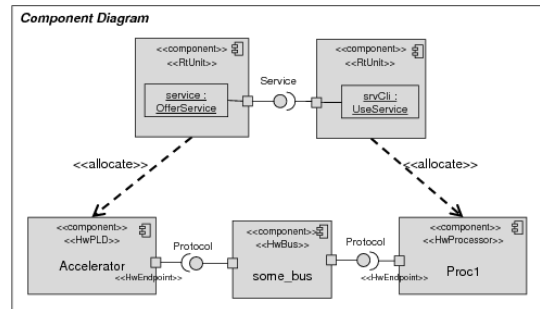 Component Diagram
<<component>>
<<RtUnit>>
service :
OfferService
Service
<<component>>
<<RtUnit>>
srvCli :
UseService
<<allocate>>
<<allocate>>
<<component>>
<<HwPLD>>
Accelerator
<<HwEndpoint>>
Protocol
<<component>>
<<HwBus>>
some_bus
Protocol
<<HwEndpoint>>
<<component>>
<<HwProcessor>>
Proc1